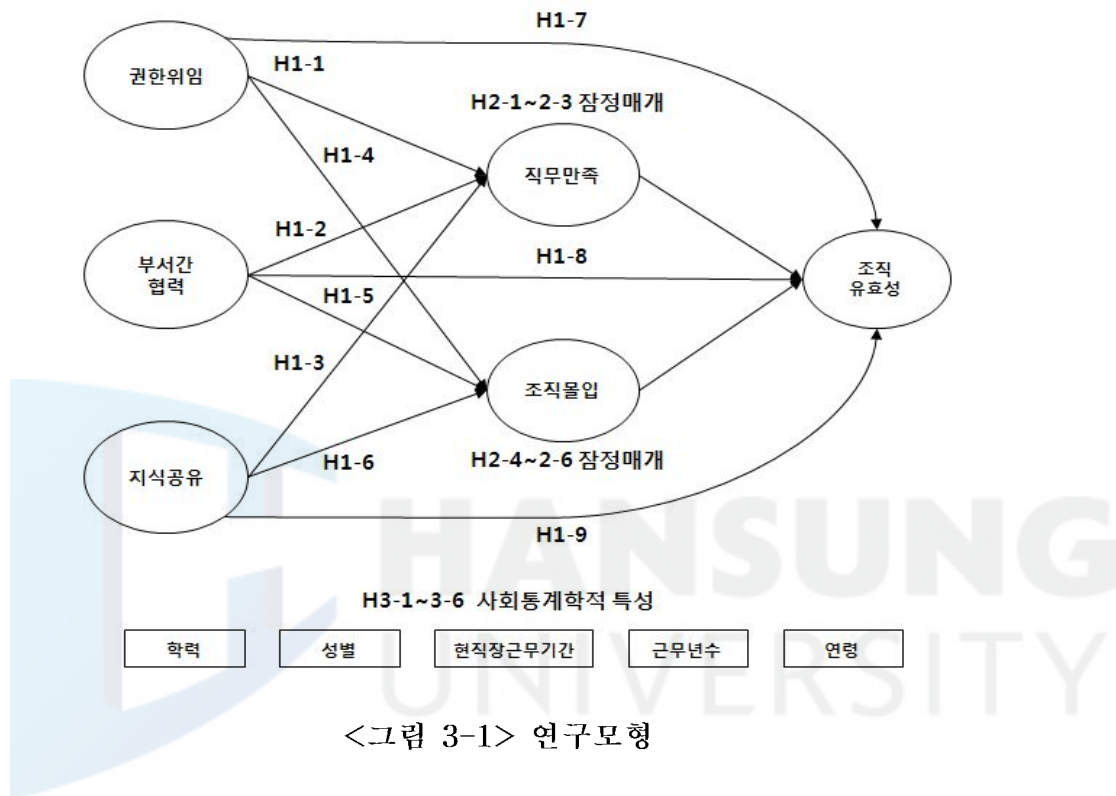 H1-7
권한위임
H1-1
H2-1~2-3 잠정매개
H1-4
직무만족
H1-2
부서간
협력
H1-8
조직
유효성
H1-5
H1-3
조직몰입
H1-6
H2-4~2-6 잠정매개
지식공유
H1-9
HANSUNG
UNIVERSITY
H3-1~3-6 사회통계학적 특성
학력 성별 현직장근무기간 근무년수 연령
<그림 3-1> 연구모형